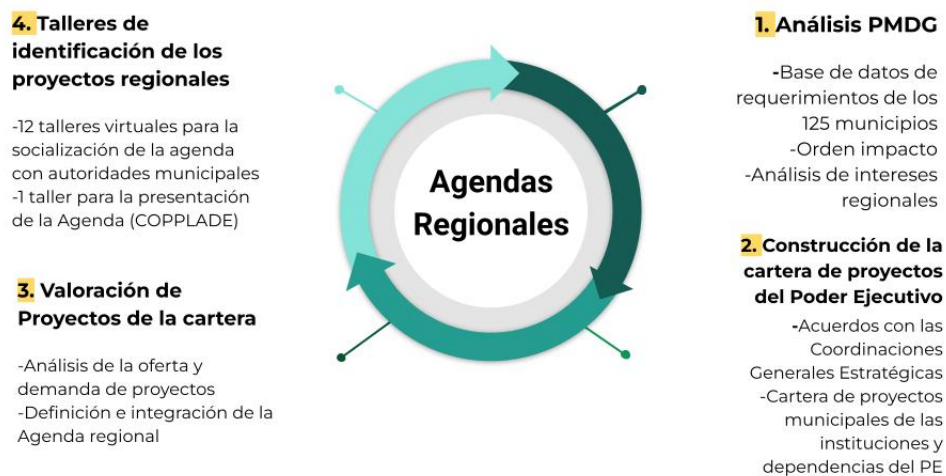 4. Talleres de
identificación de los
proyectos regionales
-12 talleres virtuales para la
socialización de la agenda
con autoridades municipales
-1 taller para la presentación
de la Agenda (COPPLADE)
3. Valoración de
Proyectos de la cartera
-Análisis de la oferta y
demanda de proyectos
-Definición e integración de la
Agenda regional
Agendas
Regionales
1. Análisis PMDG
-Base de datos de
requerimientos de los
125 municipios
-Orden impacto
-Análisis de intereses
regionales
2. Construcción de la
cartera de proyectos
del Poder Ejecutivo
-Acuerdos con las
Coordinaciones
Generales Estratégicas
-Cartera de proyectos
municipales de las
instituciones y
dependencias del PE